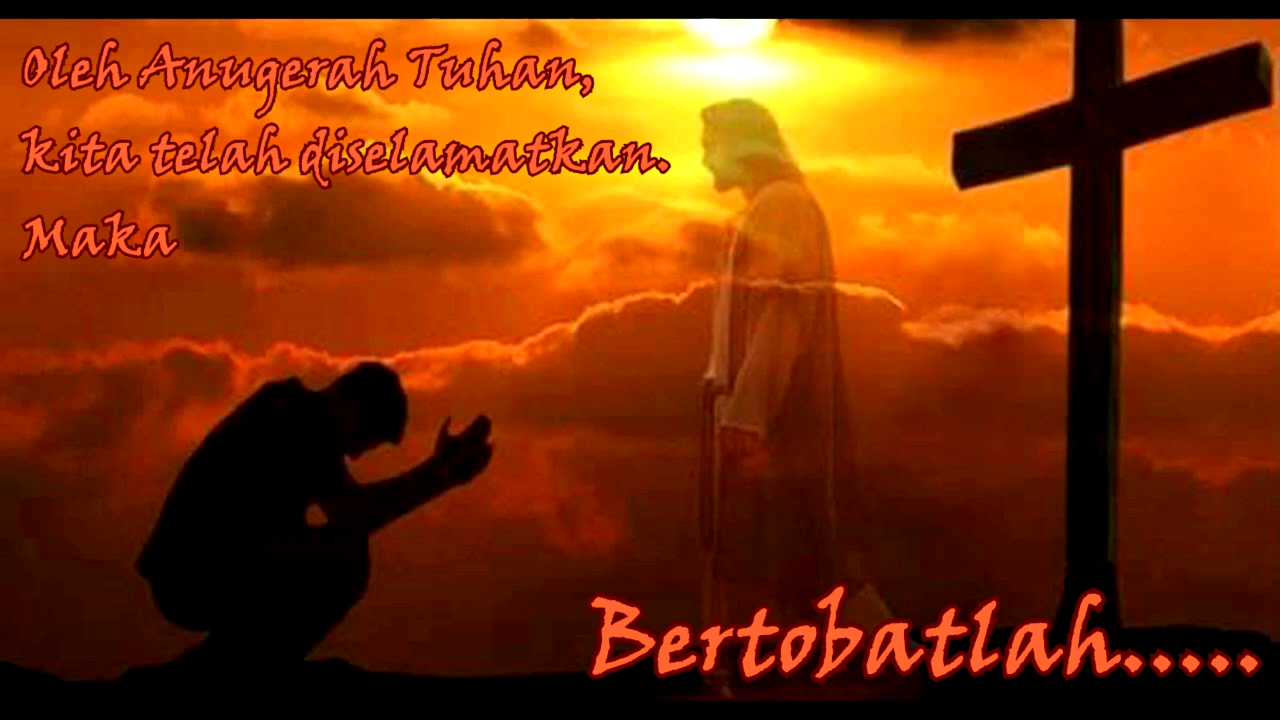 Oleh Anugerah Tuhan,
kita telah diselamatkan.
Maka
Bertobatlah.....